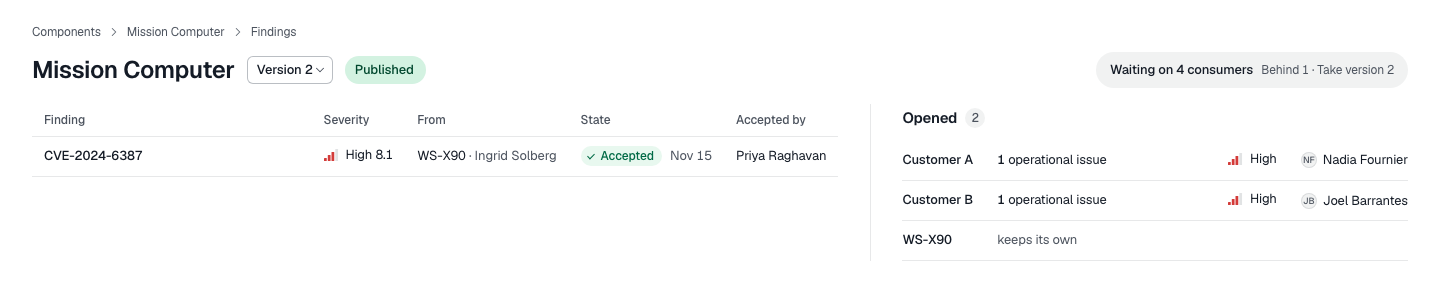 Components > Mission Computer > Findings
Mission Computer Version 2 Published
Waiting on 4 consumers Behind 1 · Take version 2
Finding Severity From State Accepted by
CVE-2024-6387 High 8.1 WS-X90 · Ingrid Solberg Accepted Nov 15 Priya Raghavan
Opened 2
Customer A 1 operational issue High NF Nadia Fournier
Customer B 1 operational issue High JB Joel Barrantes
WS-X90 keeps its own